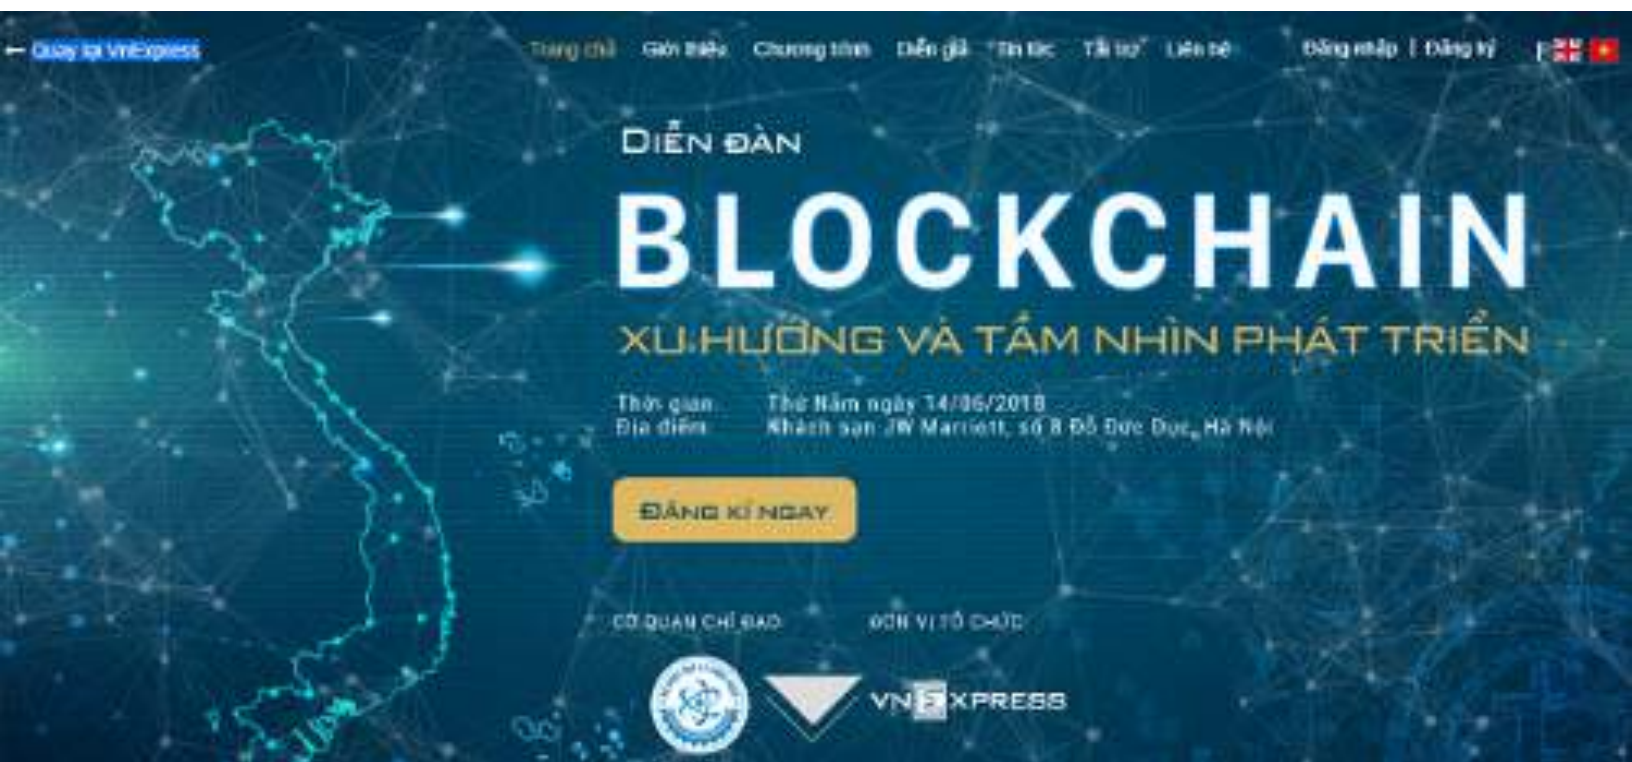 ← Quay lại VnExpress
Trang chủ Giới thiệu Chương trình Diễn giả Tin tức Tài trợ Liên hệ Đăng nhập | Đăng ký
DIỄN ĐÀN
BLOCKCHAIN
XU HƯỚNG VÀ TẦM NHÌN PHÁT TRIỂN
Thời gian: Thứ Năm ngày 14/06/2018
Địa điểm: Khách sạn JW Marriott, số 8 Đỗ Đức Dục, Hà Nội
ĐĂNG KÍ NGAY
CƠ QUAN CHỈ ĐẠO ĐƠN VỊ TỔ CHỨC
VNEXPRESS